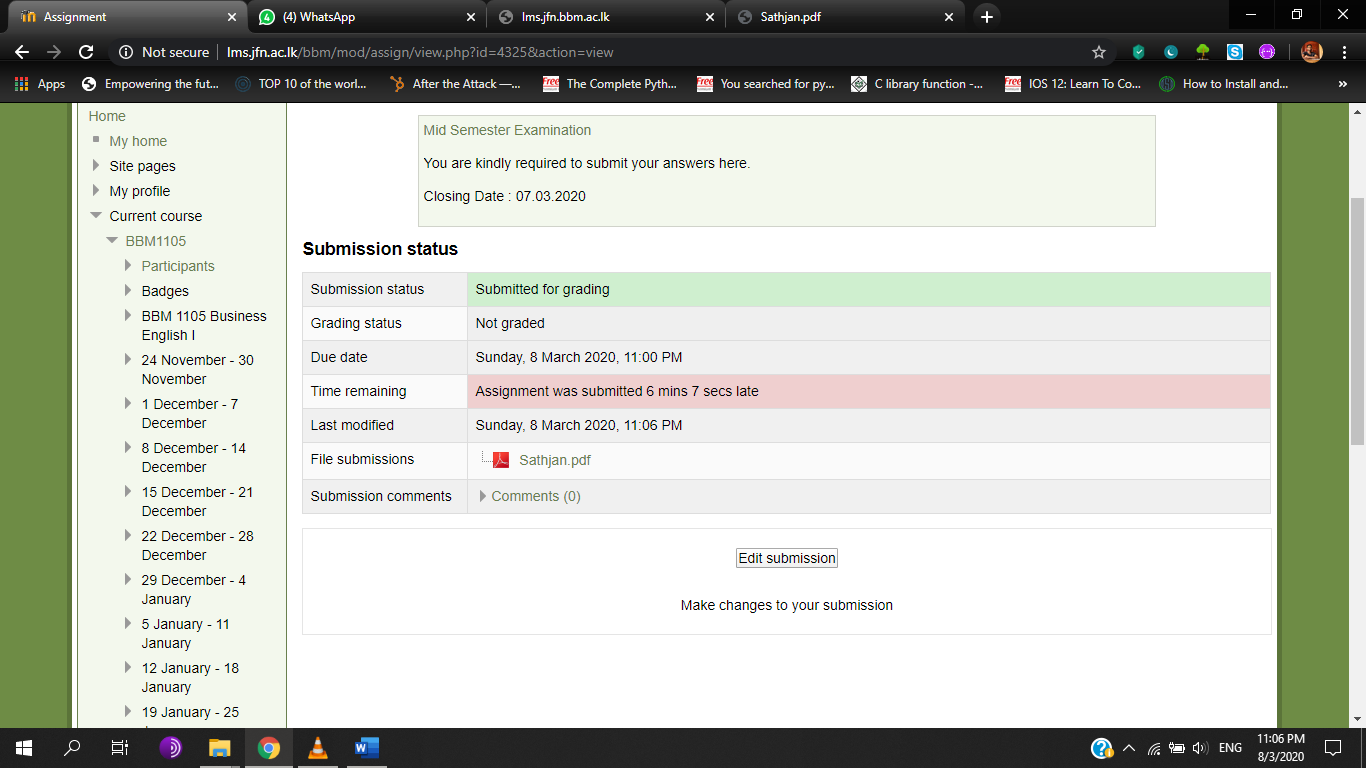 Assignment
(4) WhatsApp
lms.jfn.bbm.ac.lk
Sathjan.pdf
Not secure
lms.jfn.ac.lk/bbm/mod/assign/view.php?id=4325&action=view
Apps
Empowering the fut...
TOP 10 of the worl...
After the Attack —...
The Complete Pyth...
You searched for py...
C library function -...
IOS 12: Learn To Co...
How to Install and...
»
Home
My home
Site pages
My profile
Current course
BBM1105
Participants
Badges
BBM 1105 Business
English I
24 November - 30
November
1 December - 7
December
8 December - 14
December
15 December - 21
December
22 December - 28
December
29 December - 4
January
5 January - 11
January
12 January - 18
January
19 January - 25
Mid Semester Examination
You are kindly required to submit your answers here.
Closing Date : 07.03.2020
Submission status
Submission status Submitted for grading
Grading status Not graded
Due date Sunday, 8 March 2020, 11:00 PM
Time remaining Assignment was submitted 6 mins 7 secs late
Last modified Sunday, 8 March 2020, 11:06 PM
File submissions Sathjan.pdf
Submission comments Comments (0)
Edit submission
Make changes to your submission
ENG
11:06 PM
8/3/2020